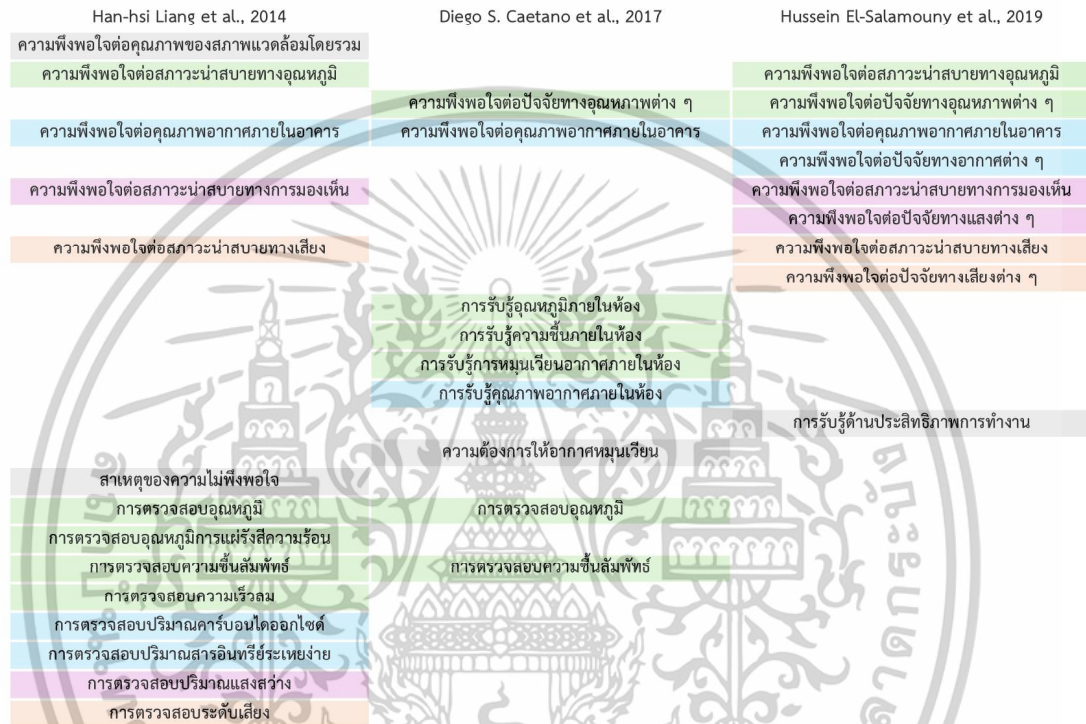 Han-hsi Liang et al., 2014 Diego S. Caetano et al., 2017 Hussein El-Salamouny et al., 2019
ความพึงพอใจต่อคุณภาพของสภาพแวดล้อมโดยรวม
ความพึงพอใจต่อสภาวะน่าสบายทางอุณหภูมิ ความพึงพอใจต่อสภาวะน่าสบายทางอุณหภูมิ
ความพึงพอใจต่อปัจจัยทางอุณหภาพต่าง ๆ ความพึงพอใจต่อปัจจัยทางอุณหภาพต่าง ๆ
ความพึงพอใจต่อคุณภาพอากาศภายในอาคาร ความพึงพอใจต่อคุณภาพอากาศภายในอาคาร ความพึงพอใจต่อคุณภาพอากาศภายในอาคาร
ความพึงพอใจต่อปัจจัยทางอากาศต่าง ๆ
ความพึงพอใจต่อสภาวะน่าสบายทางการมองเห็น ความพึงพอใจต่อสภาวะน่าสบายทางการมองเห็น
ความพึงพอใจต่อปัจจัยทางแสงต่าง ๆ
ความพึงพอใจต่อสภาวะน่าสบายทางเสียง ความพึงพอใจต่อสภาวะน่าสบายทางเสียง
ความพึงพอใจต่อปัจจัยทางเสียงต่าง ๆ
การรับรู้อุณหภูมิภายในห้อง
การรับรู้ความชื้นภายในห้อง
การรับรู้การหมุนเวียนอากาศภายในห้อง
การรับรู้คุณภาพอากาศภายในห้อง
การรับรู้ด้านประสิทธิภาพการทำงาน
ความต้องการให้อากาศหมุนเวียน
สาเหตุของความไม่พึงพอใจ
การตรวจสอบอุณหภูมิ การตรวจสอบอุณหภูมิ
การตรวจสอบอุณหภูมิการแผ่รังสีความร้อน
การตรวจสอบความชื้นลัมพัทธ์ การตรวจสอบความชื้นลัมพัทธ์
การตรวจสอบความเร็วลม
การตรวจสอบปริมาณคาร์บอนไดออกไซด์
การตรวจสอบปริมาณสารอินทรีย์ระเหยง่าย
การตรวจสอบปริมาณแสงสว่าง
การตรวจสอบระดับเสียง